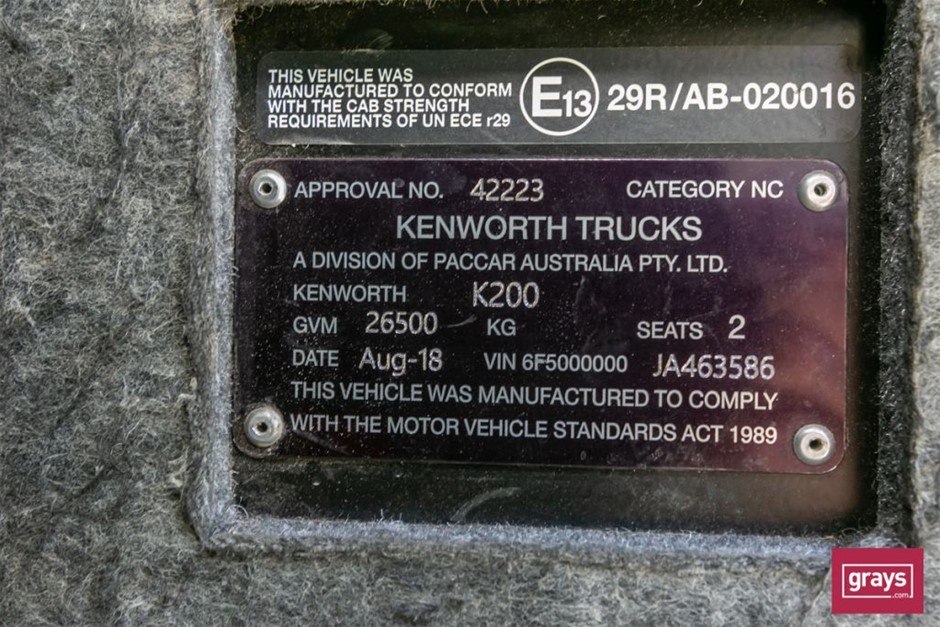 THIS VEHICLE WAS
MANUFACTURED TO CONFORM
WITH THE CAB STRENGTH
REQUIREMENTS OF UN ECE r29
E13 29R/AB-020016
APPROVAL NO. 42223 CATEGORY NC
KENWORTH TRUCKS
A DIVISION OF PACCAR AUSTRALIA PTY. LTD.
KENWORTH K200
GVM 26500 KG SEATS 2
DATE Aug-18 VIN 6F5000000 JA463586
THIS VEHICLE WAS MANUFACTURED TO COMPLY
WITH THE MOTOR VEHICLE STANDARDS ACT 1989
grays
.com